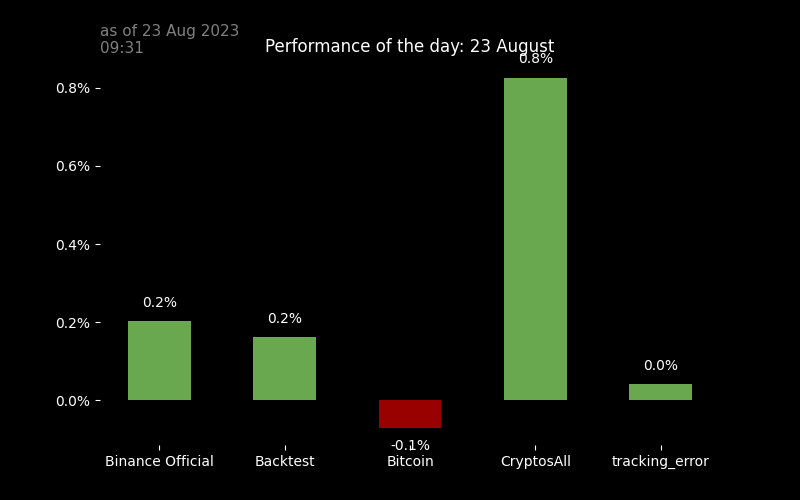 as of 23 Aug 2023
09:31
Performance of the day: 23 August
0.8%
0.8%
0.6%
0.4%
0.2%
0.2%
0.2%
0.0%
0.0%
-0.1%
Binance Official
Backtest
Bitcoin
CryptosAll
tracking_error